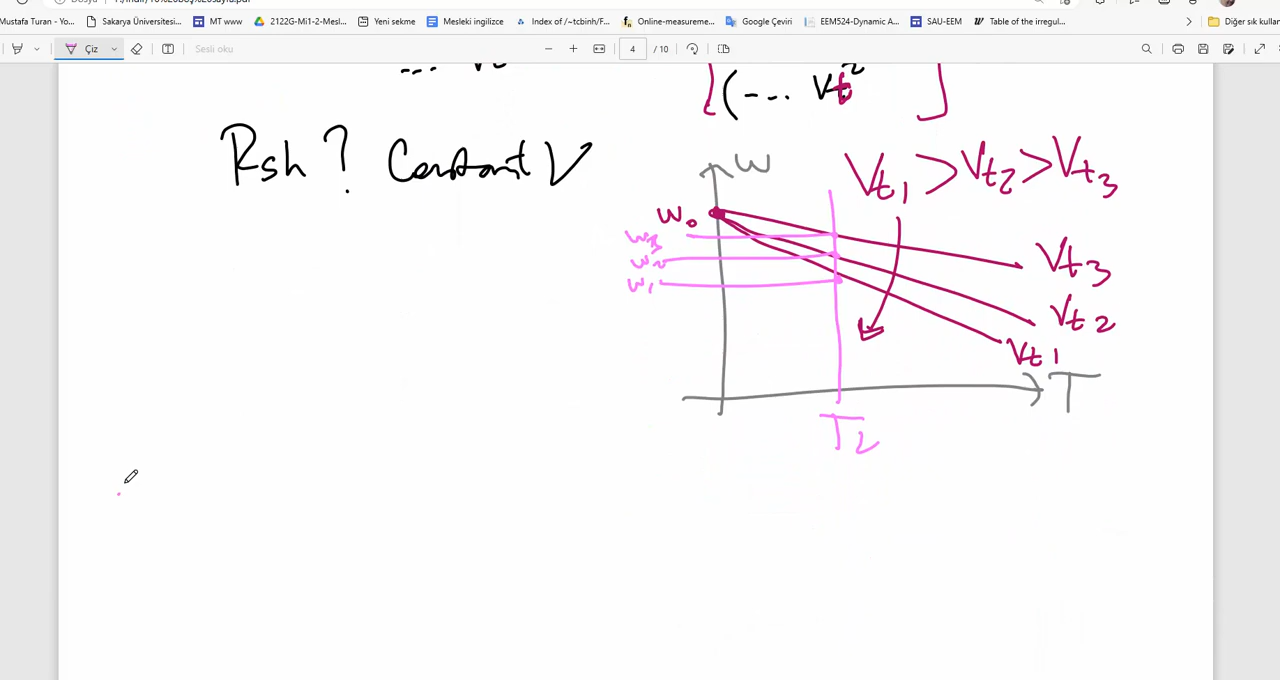 Mustafa Turan - Yo...
Sakarya Üniversitesi...
MT www
2122G-Mi1-2-Mesl...
Yeni sekme
Mesleki ingilizce
Index of /~tcbinh/F...
Online-measureme...
Google Çeviri
EEM524-Dynamic A...
SAU-EEM
Table of the irregul...
Diğer sık kullan
Çiz
Sesli oku
4 / 10
(--- Vt²
Rsh ? Constant V
W
Vt1 > Vt2 > Vt3
W0
W3
W2
W1
Vt3
Vt2
Vt1
T
T2